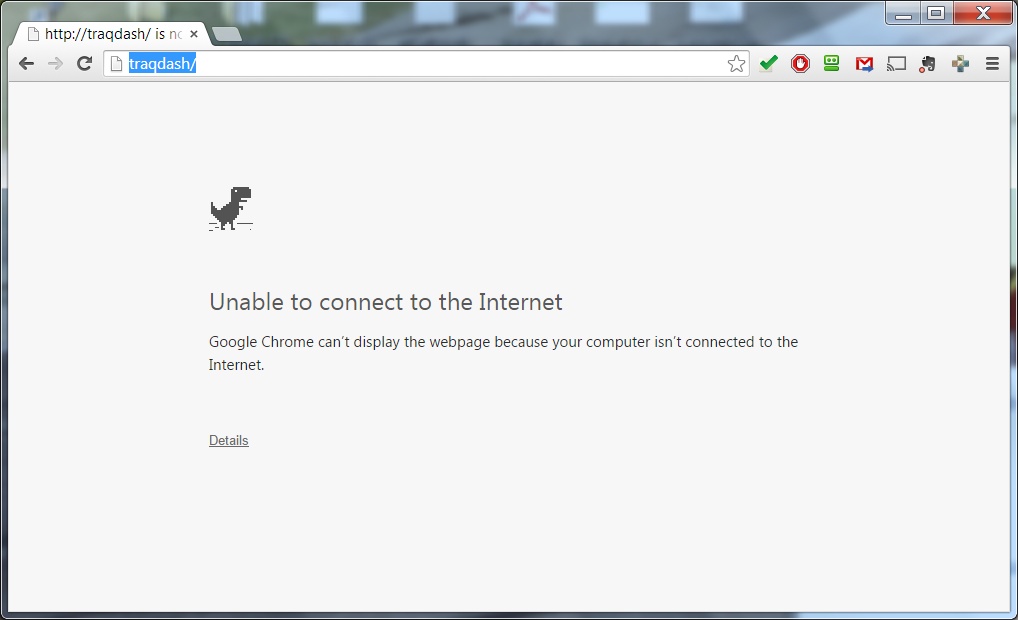 http://traqdash/ is no
traqdash/
Unable to connect to the Internet
Google Chrome can't display the webpage because your computer isn't connected to the
Internet.
Details